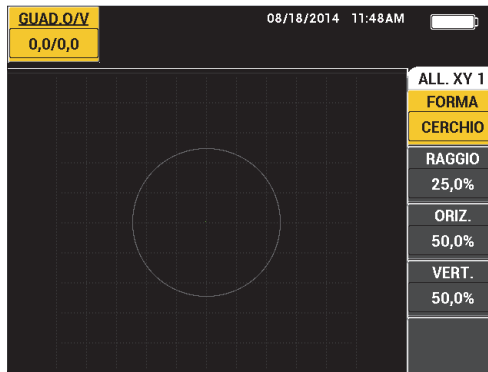 GUAD.O/V
0,0/0,0
08/18/2014 11:48AM
ALL. XY 1
FORMA
CERCHIO
RAGGIO
25,0%
ORIZ.
50,0%
VERT.
50,0%